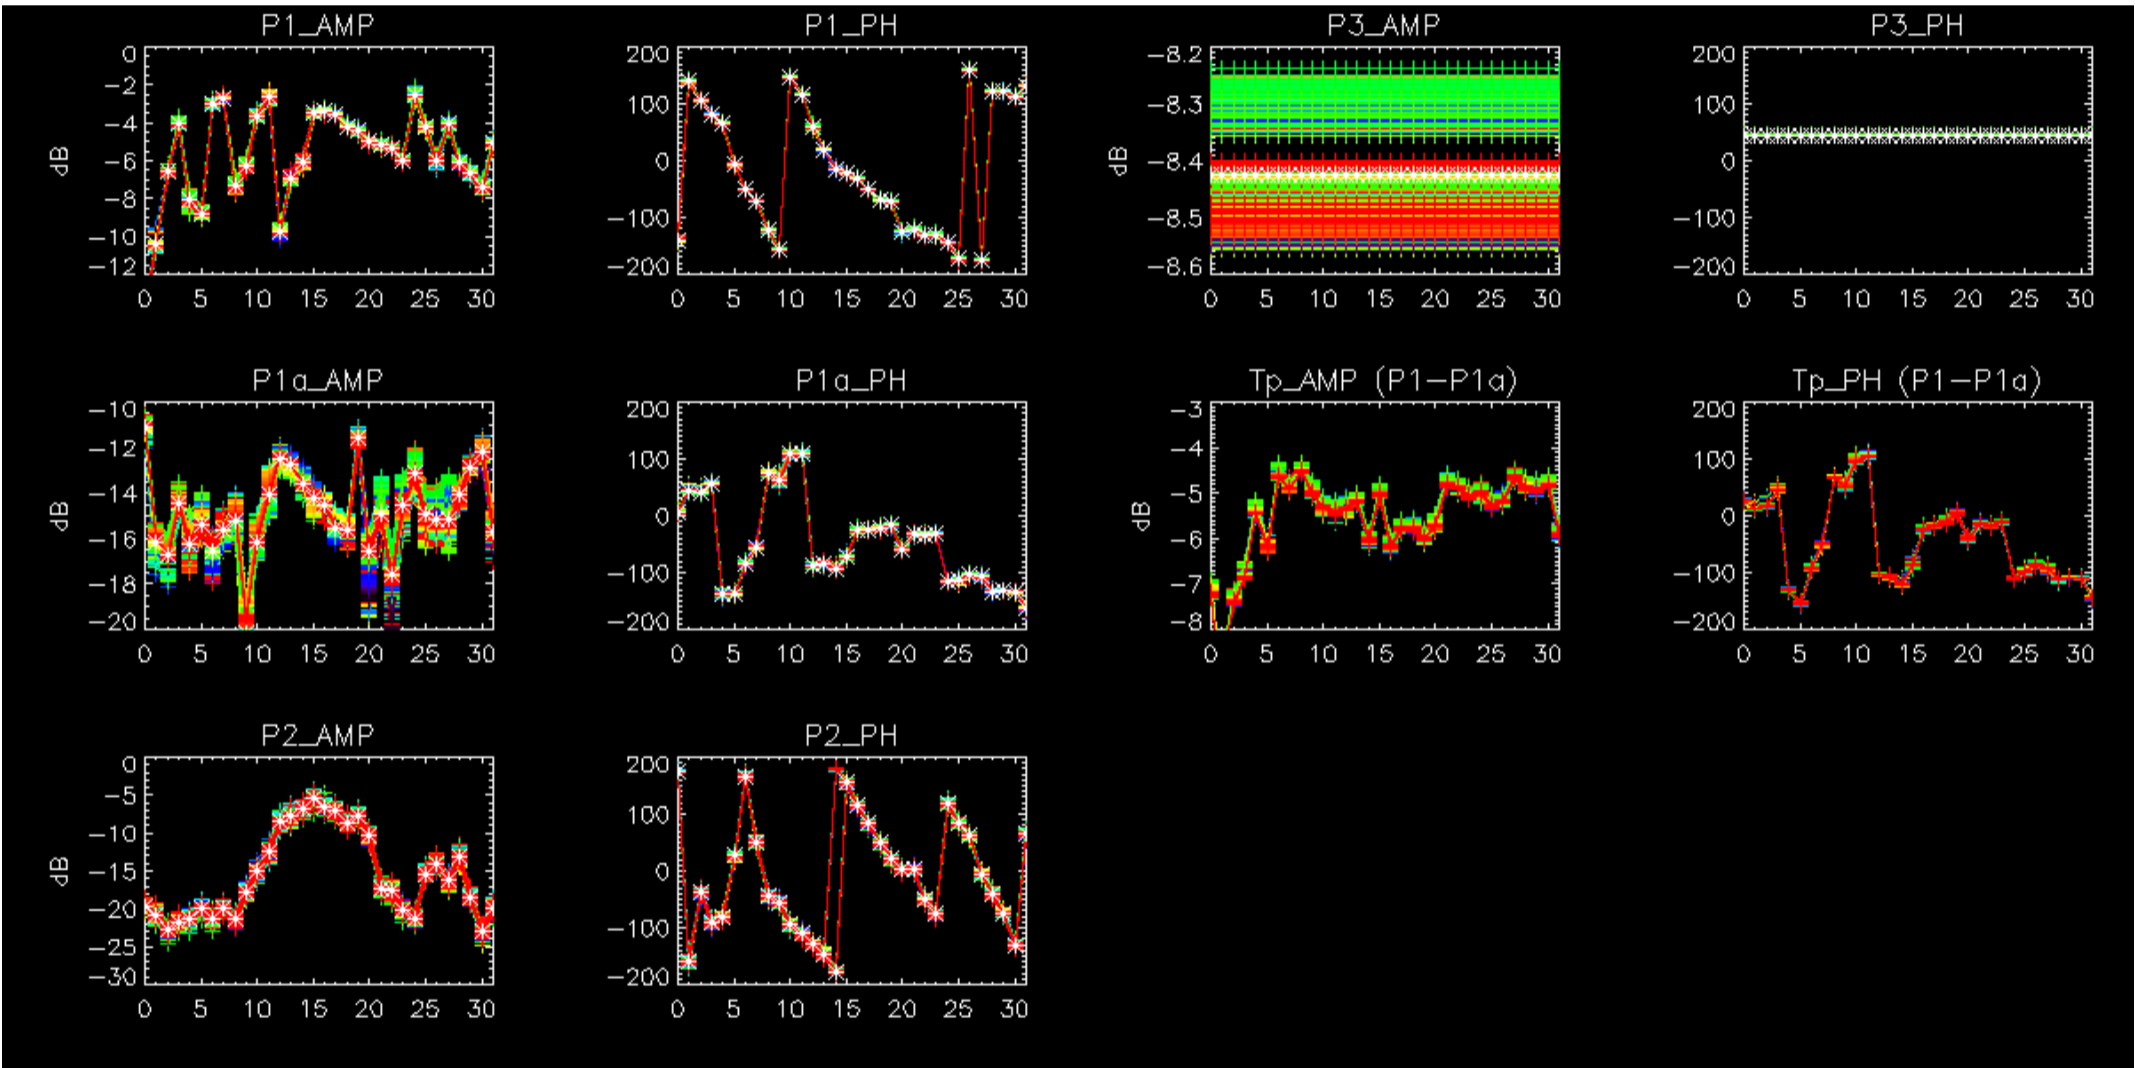 P1_AMP
P1_PH
P3_AMP
P3_PH
0
−2
−4
−6
−8
−10
−12
dB
0 5 10 15 20 25 30
200
100
0
−100
−200
0 5 10 15 20 25 30
−8.2
−8.3
−8.4
−8.5
−8.6
dB
0 5 10 15 20 25 30
200
100
0
−100
−200
0 5 10 15 20 25 30
P1a_AMP
P1a_PH
Tp_AMP (P1−P1a)
Tp_PH (P1−P1a)
−10
−12
−14
−16
−18
−20
dB
0 5 10 15 20 25 30
200
100
0
−100
−200
0 5 10 15 20 25 30
−3
−4
−5
−6
−7
−8
dB
0 5 10 15 20 25 30
200
100
0
−100
−200
0 5 10 15 20 25 30
P2_AMP
P2_PH
0
−5
−10
−15
−20
−25
−30
dB
0 5 10 15 20 25 30
200
100
0
−100
−200
0 5 10 15 20 25 30